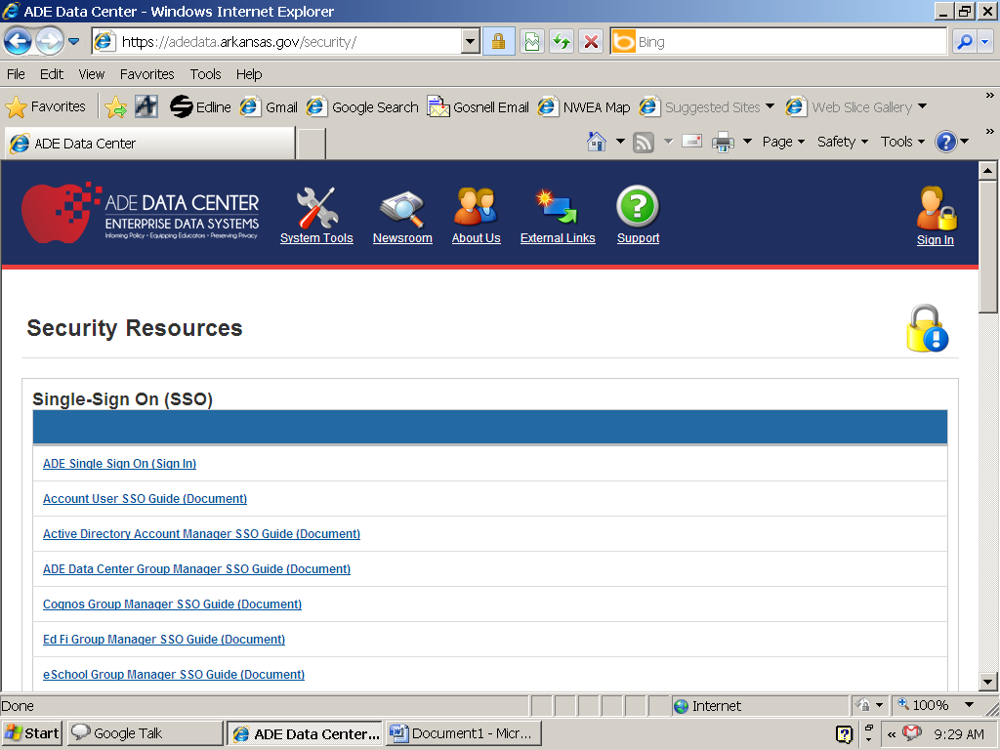 ADE Data Center - Windows Internet Explorer
https://adedata.arkansas.gov/security/
Bing
File Edit View Favorites Tools Help
Favorites Edline Gmail Google Search Gosnell Email NWEA Map Suggested Sites Web Slice Gallery »
ADE Data Center Page Safety Tools »
ADE DATA CENTER
ENTERPRISE DATA SYSTEMS
Informing Policy • Equipping Educators • Preserving Privacy
System Tools Newsroom About Us External Links Support Sign In
Security Resources
Single-Sign On (SSO)
ADE Single Sign On (Sign In)
Account User SSO Guide (Document)
Active Directory Account Manager SSO Guide (Document)
ADE Data Center Group Manager SSO Guide (Document)
Cognos Group Manager SSO Guide (Document)
Ed Fi Group Manager SSO Guide (Document)
eSchool Group Manager SSO Guide (Document)
Done Internet 100%
Start Google Talk ADE Data Center... Document1 - Micr... « 9:29 AM